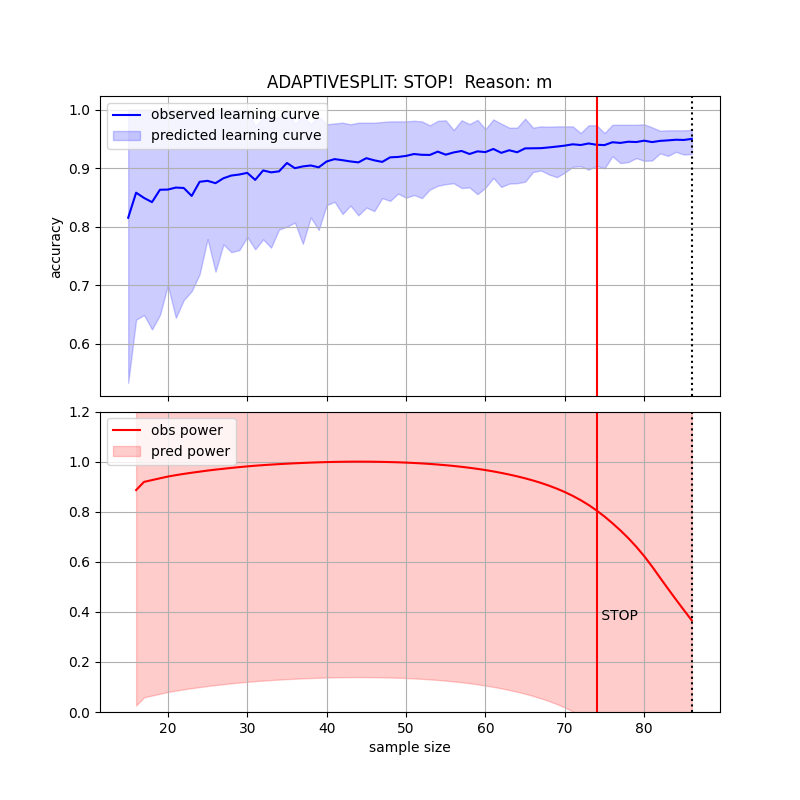 ADAPTIVESPLIT: STOP!  Reason: m
observed learning curve
predicted learning curve
accuracy
1.0
0.9
0.8
0.7
0.6
obs power
pred power
1.2
1.0
0.8
0.6
0.4
0.2
0.0
STOP
20 30 40 50 60 70 80
sample size